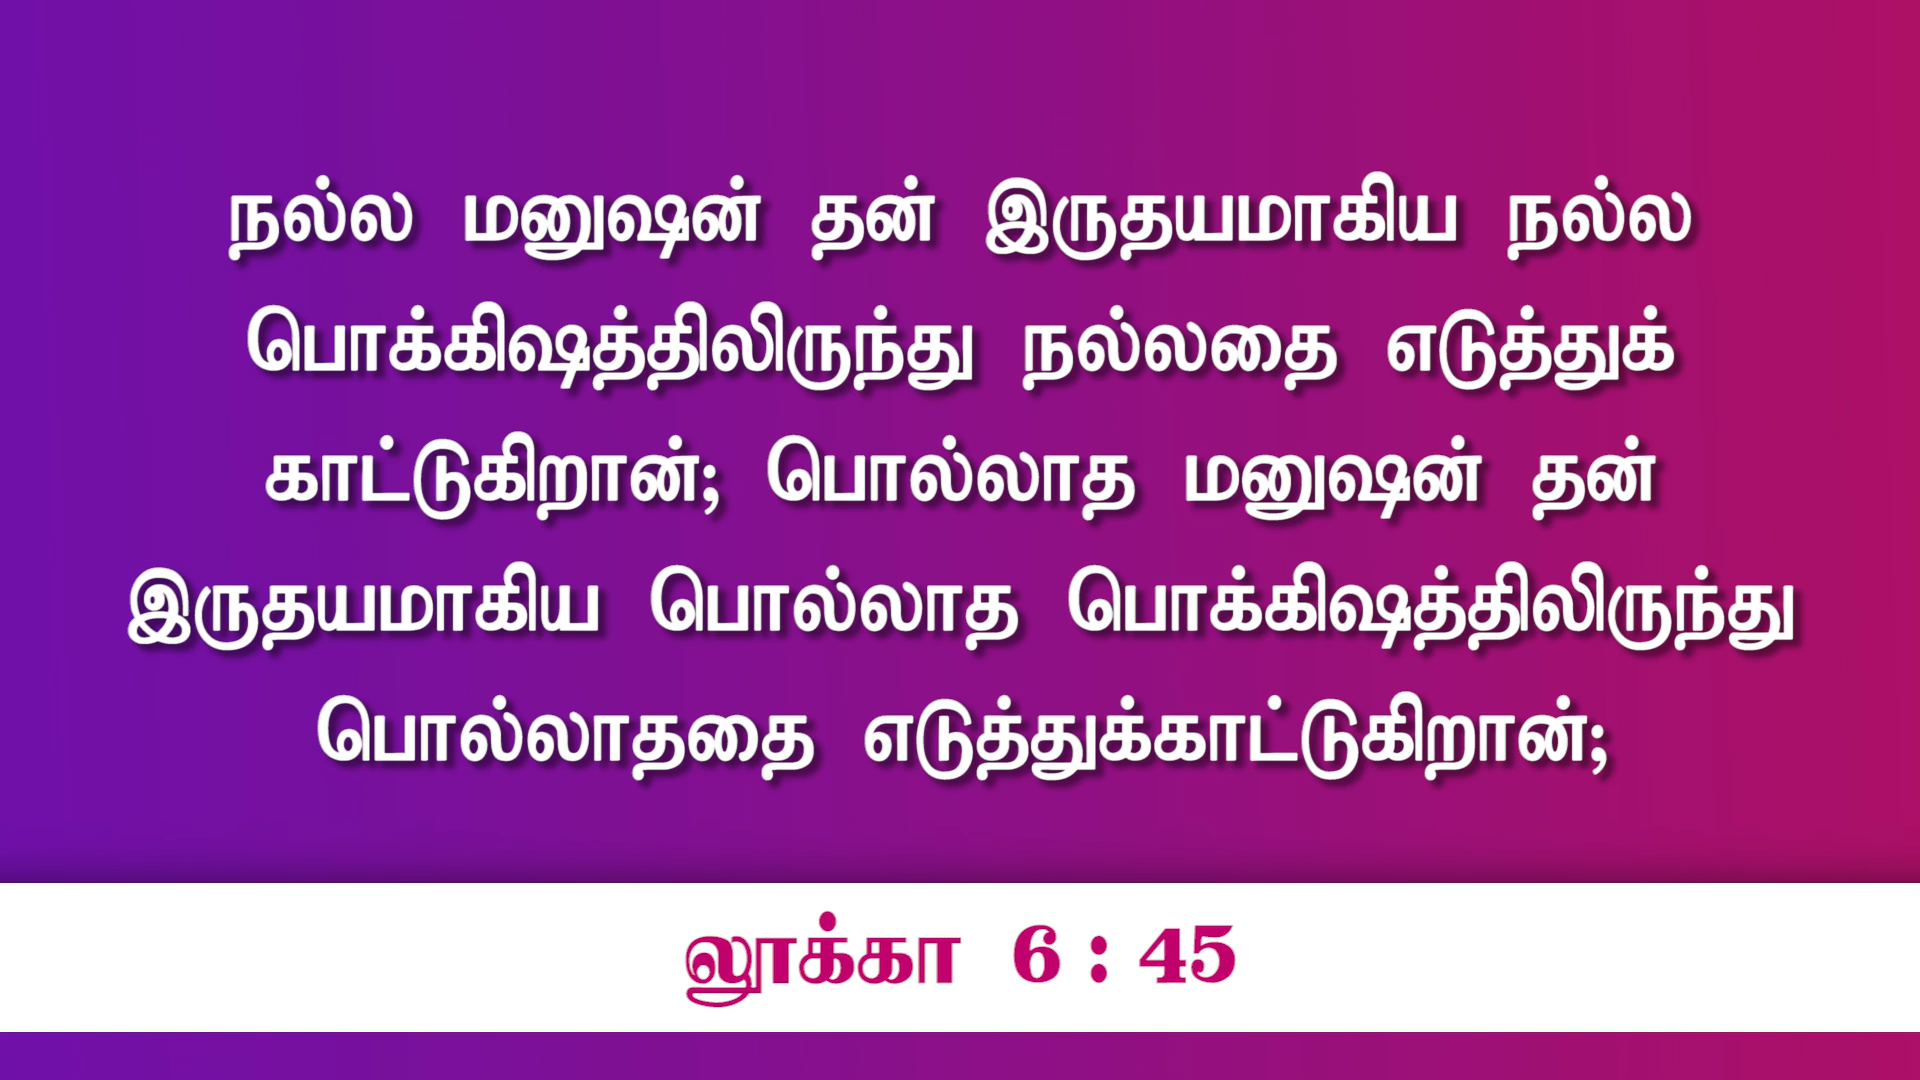 நல்ல மனுஷன் தன் இருதயமாகிய நல்ல
பொக்கிஷத்திலிருந்து நல்லதை எடுத்துக்
காட்டுகிறான்; பொல்லாத மனுஷன் தன்
இருதயமாகிய பொல்லாத பொக்கிஷத்திலிருந்து
பொல்லாததை எடுத்துக்காட்டுகிறான்;
லூக்கா 6 : 45